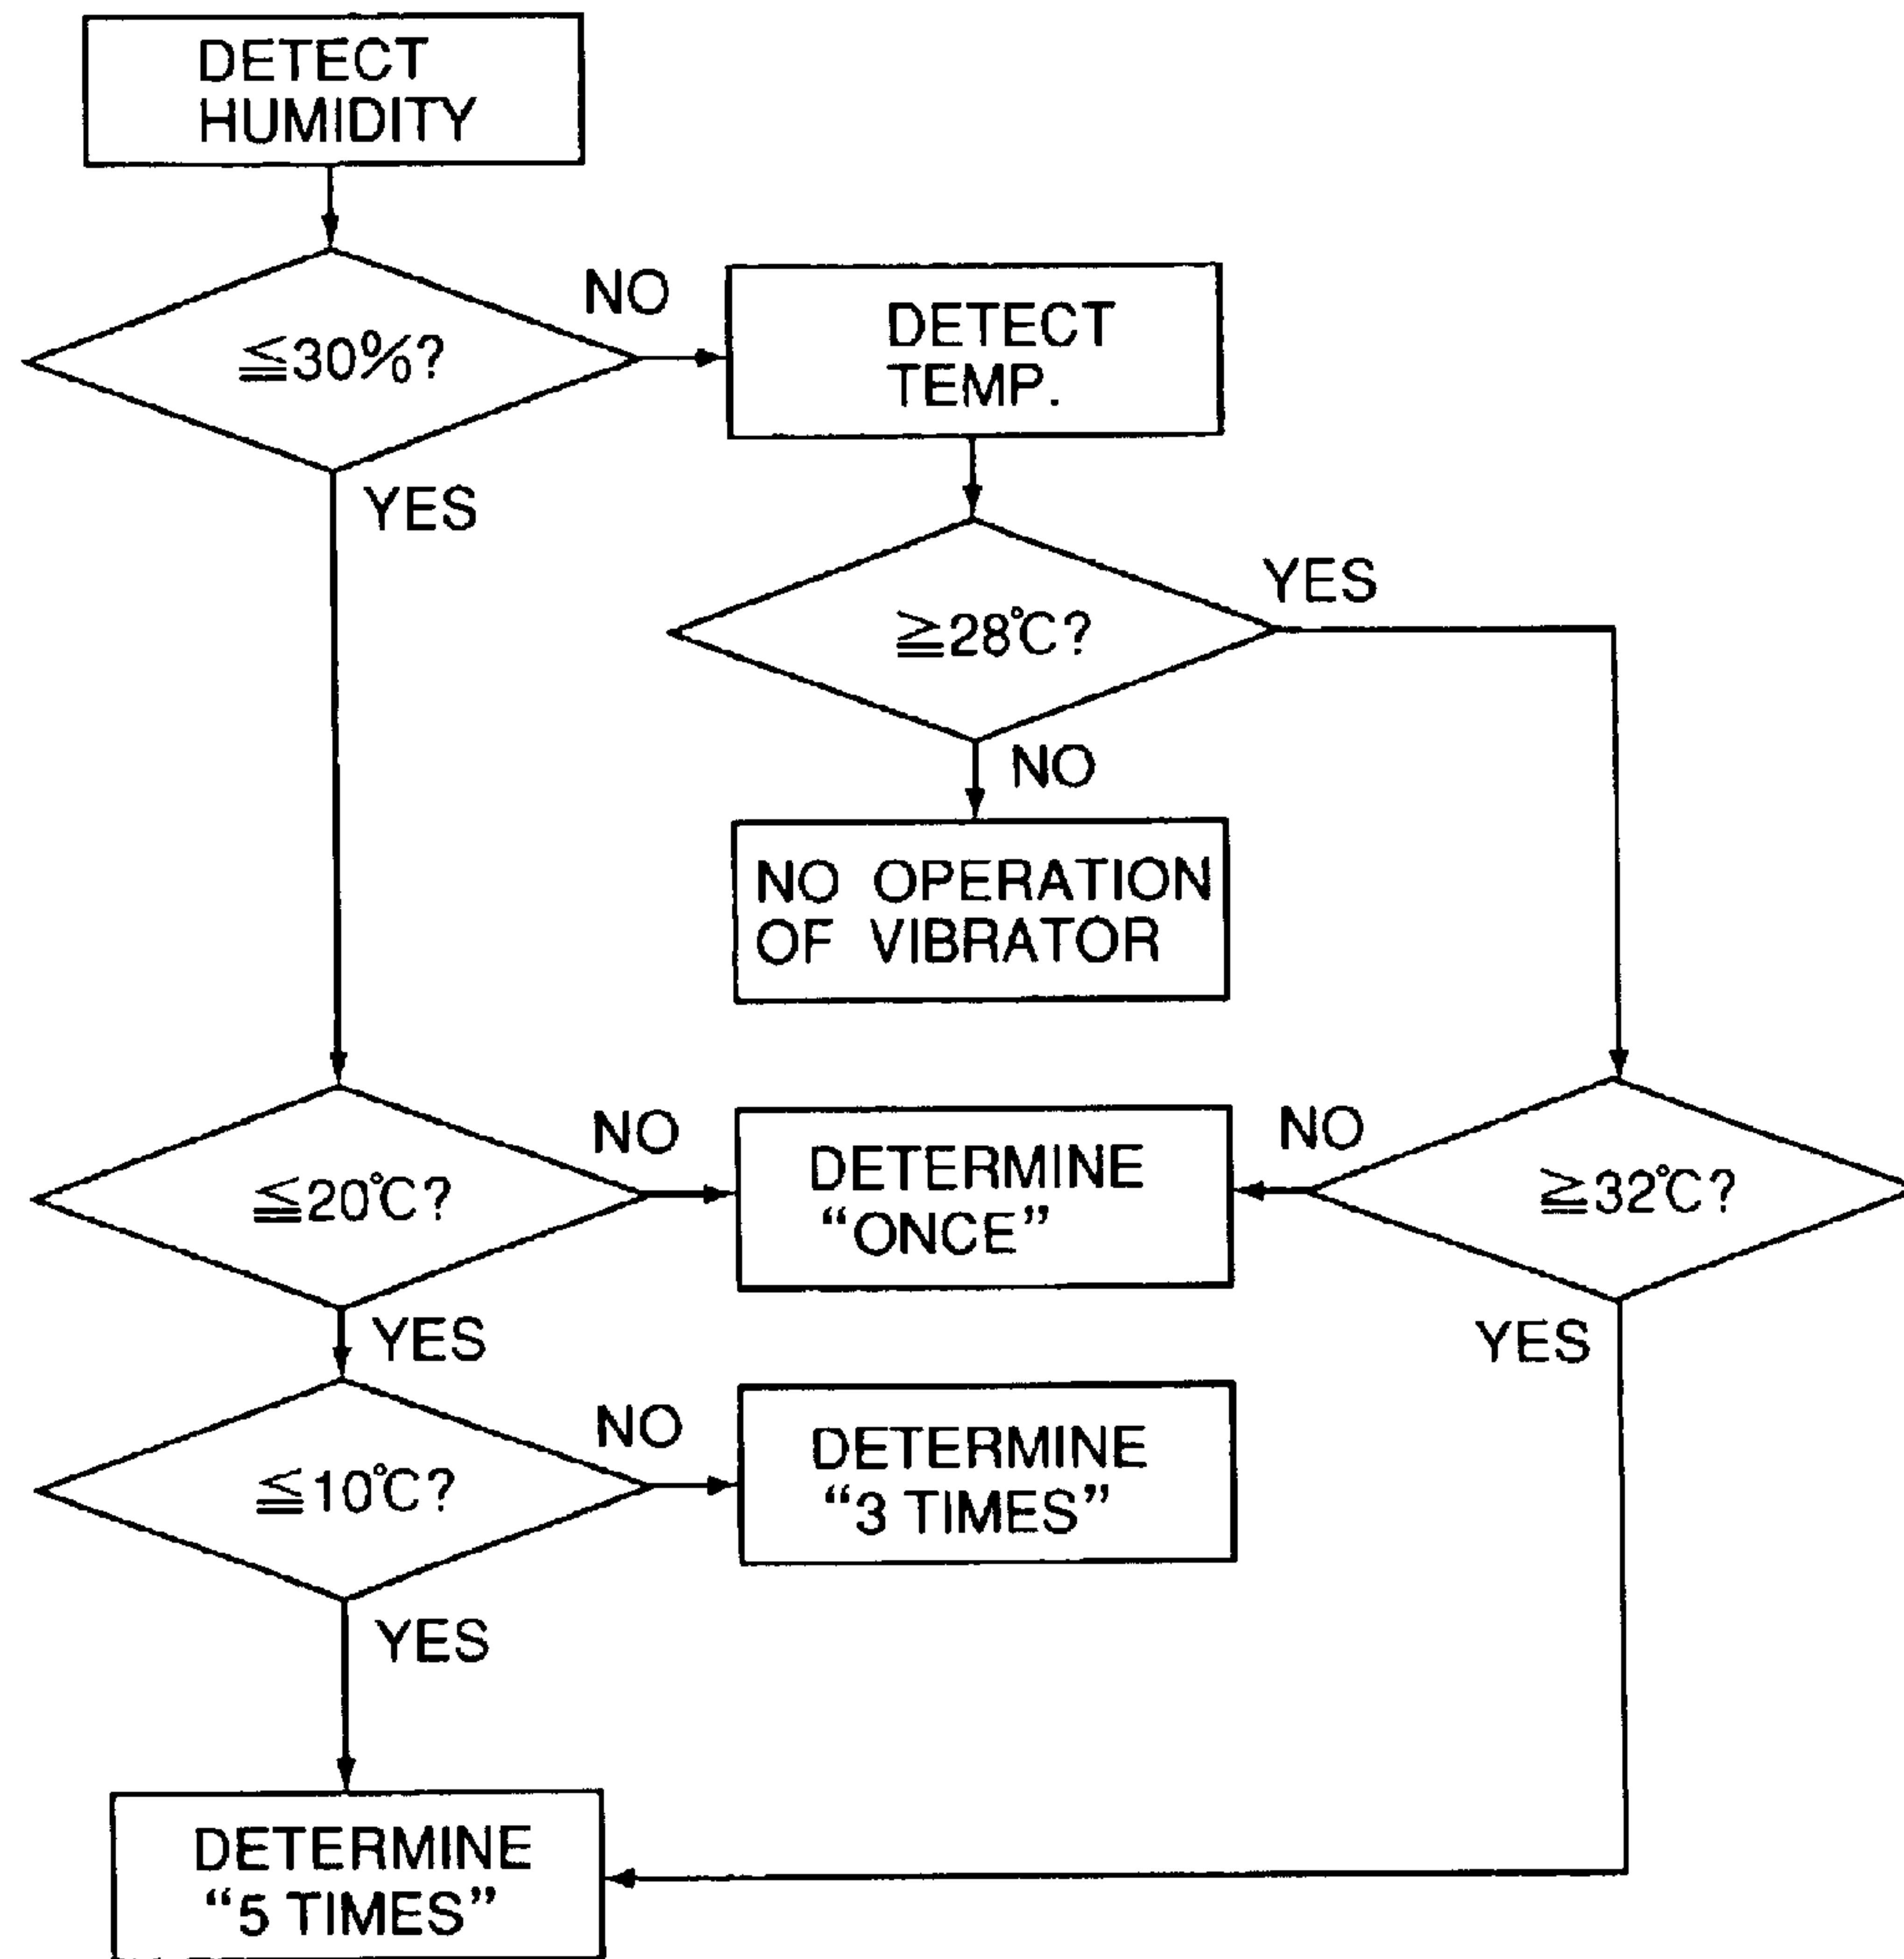 DETECT
HUMIDITY
≦30%?
NO
YES
DETECT
TEMP.
≧28℃?
YES
NO
NO OPERATION
OF VIBRATOR
≦20℃?
NO
YES
DETERMINE
“ONCE”
NO
≧32℃?
YES
≦10℃?
NO
YES
DETERMINE
“3 TIMES”
DETERMINE
“5 TIMES”